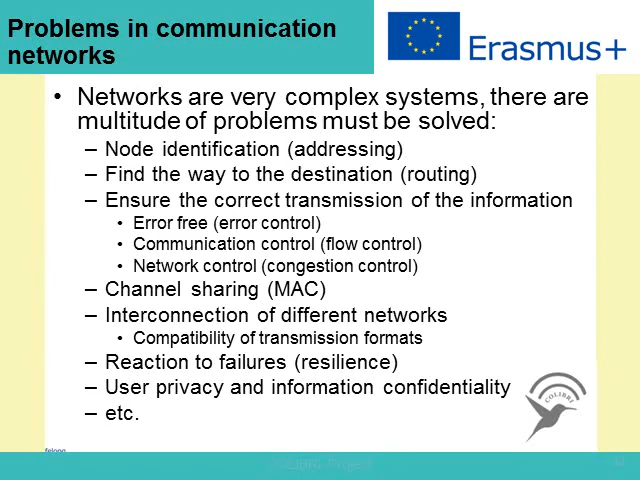 Problems in communication
networks
Erasmus+
• Networks are very complex systems, there are
multitude of problems must be solved:
– Node identification (addressing)
– Find the way to the destination (routing)
– Ensure the correct transmission of the information
• Error free (error control)
• Communication control (flow control)
• Network control (congestion control)
– Channel sharing (MAC)
– Interconnection of different networks
• Compatibility of transmission formats
– Reaction to failures (resilience)
– User privacy and information confidentiality
– etc.
COLIBRI
felong
COLIBRI Project